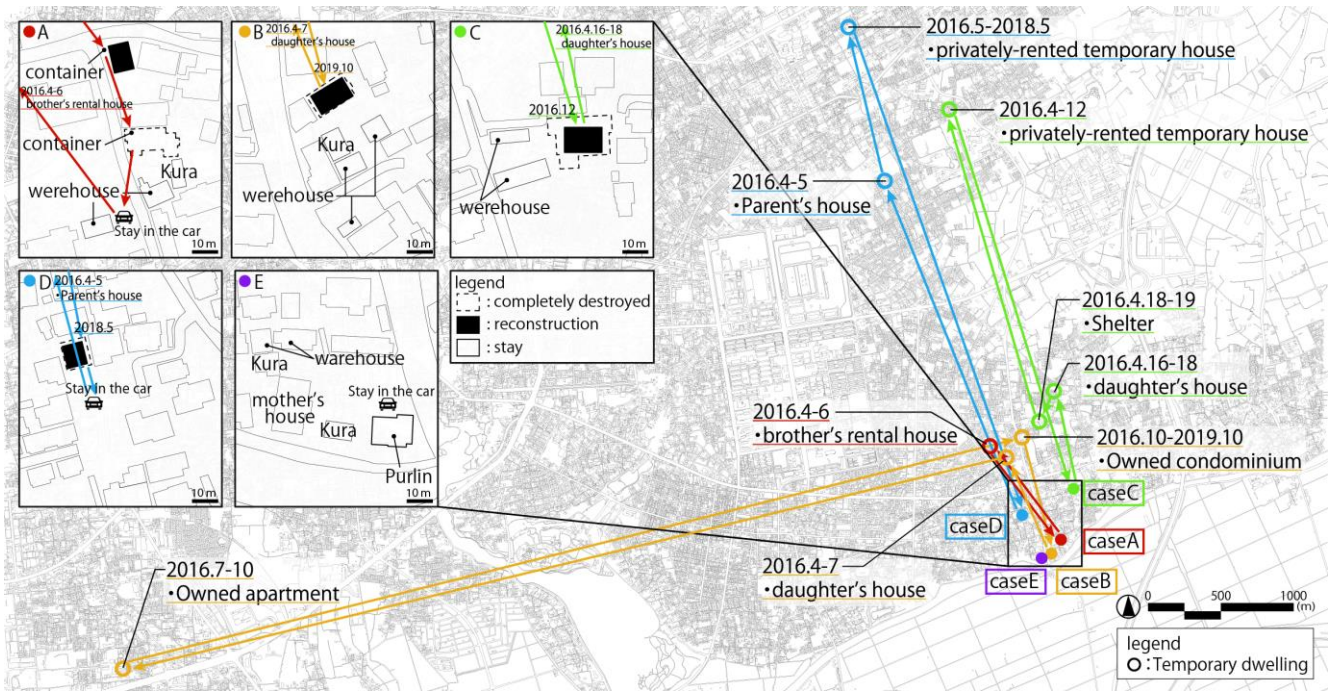 A
container
2016.4-6
brother's rental house
container
Kura
werehouse
Stay in the car
10 m
B
2016.4-7
daughter's house
2019.10
Kura
werehouse
10 m
C
2016.4.16-18
daughter's house
2016.12
werehouse
10 m
D
2016.4-5
・Parent's house
2018.5
Stay in the car
10 m
E
Kura
warehouse
mother's
house
Stay in the car
Kura
Purlin
10 m
legend
: completely destroyed
: reconstruction
: stay
2016.5-2018.5
・privately-rented temporary house
2016.4-12
・privately-rented temporary house
2016.4-5
・Parent's house
2016.4.18-19
・Shelter
2016.4.16-18
・daughter's house
2016.4-6
・brother's rental house
2016.10-2019.10
・Owned condominium
caseC
caseD
caseA
2016.4-7
・daughter's house
caseE
caseB
2016.7-10
・Owned apartment
0 500 1000
(m)
legend
: Temporary dwelling